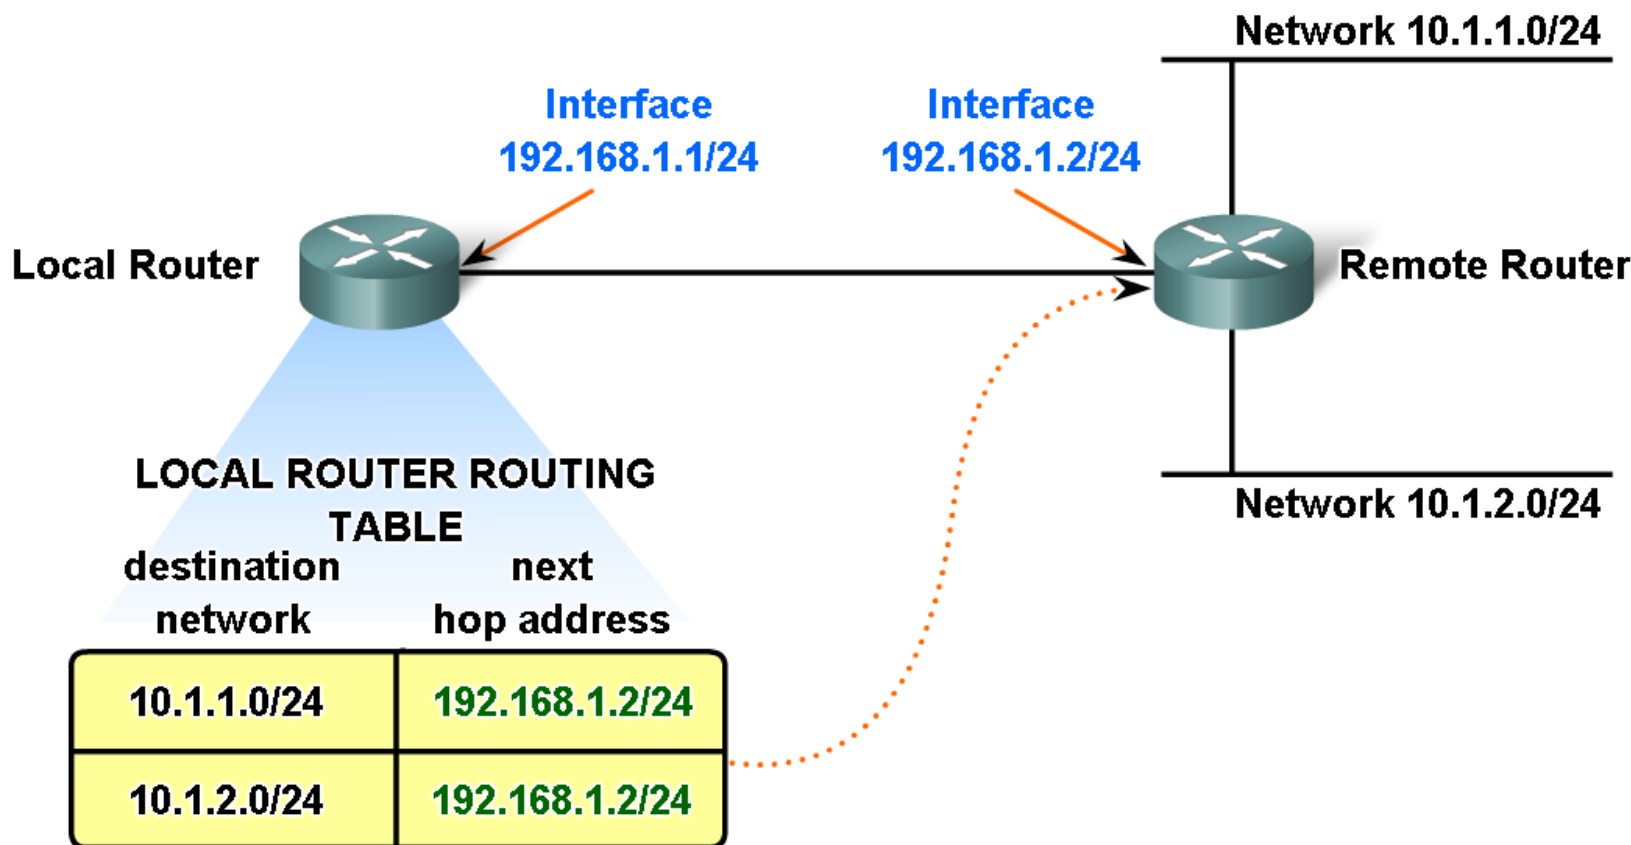 Network 10.1.1.0/24
Interface
192.168.1.1/24
Interface
192.168.1.2/24
Local Router
Remote Router
LOCAL ROUTER ROUTING
TABLE
destination
network
next
hop address
Network 10.1.2.0/24
10.1.1.0/24
192.168.1.2/24
10.1.2.0/24
192.168.1.2/24